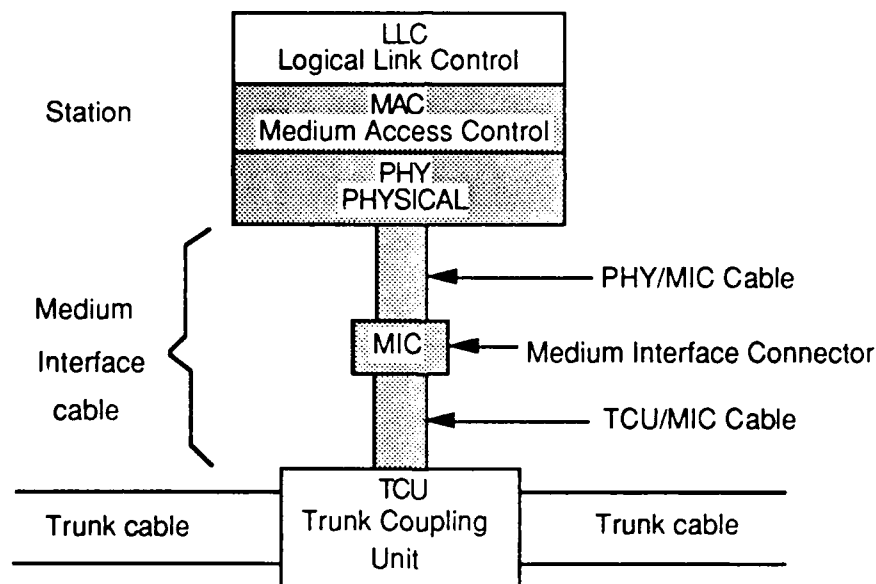 LLC
Logical Link Control
Station
MAC
Medium Access Control
PHY
PHYSICAL
PHY/MIC Cable
Medium
Interface
cable
MIC
Medium Interface Connector
TCU/MIC Cable
Trunk cable
TCU
Trunk Coupling
Unit
Trunk cable